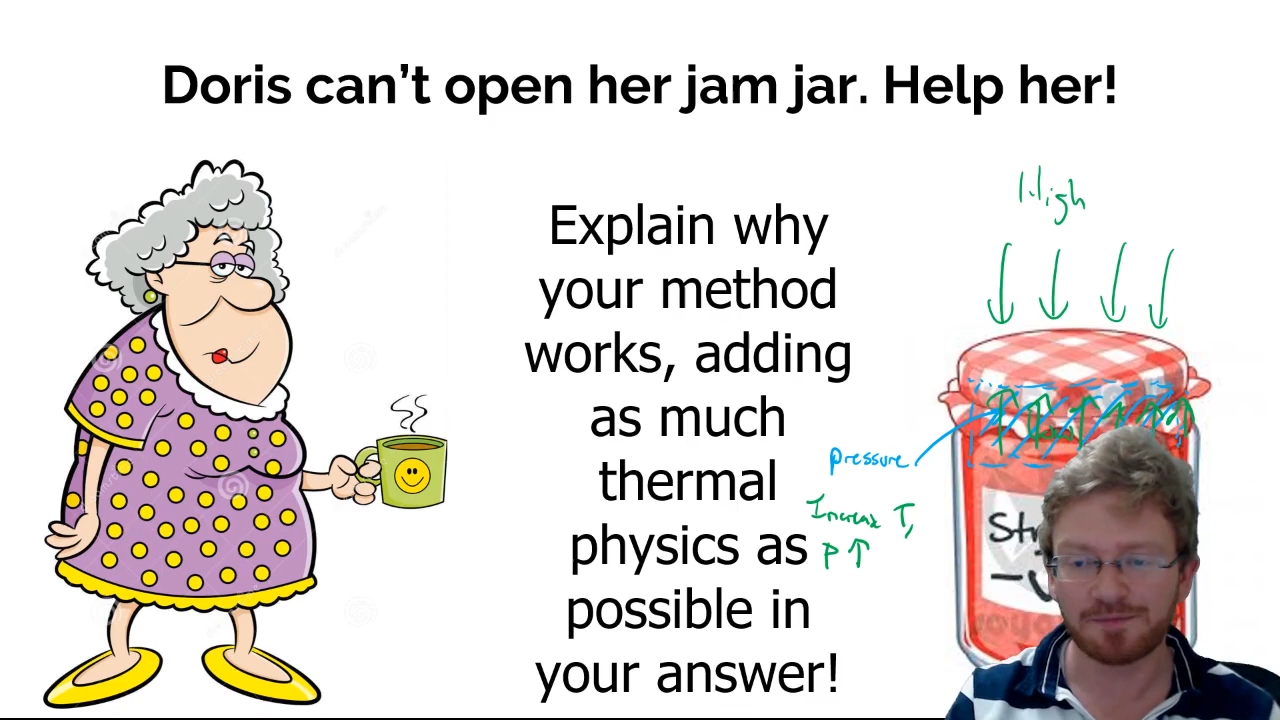 Doris can’t open her jam jar. Help her!
Explain why
your method
works, adding
as much
thermal
physics as
possible in
your answer!
High
pressure
Increase T,
P↑